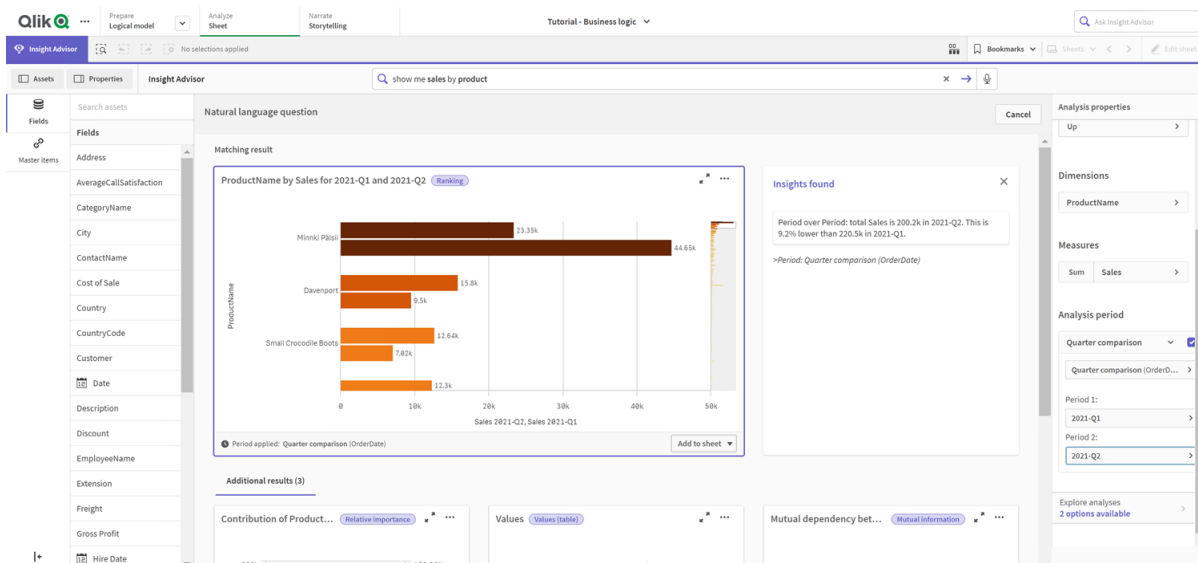 Qlik
Prepare
Logical model
Analyze
Sheet
Narrate
Storytelling
Tutorial - Business logic
Ask Insight Advisor
Insight Advisor
No selections applied
Bookmarks
Sheets
Edit sheet
Assets
Properties
Insight Advisor
show me sales by product
Fields
Master items
Search assets
Fields
Address
AverageCallSatisfaction
CategoryName
City
ContactName
Cost of Sale
Country
CountryCode
Customer
Date
Description
Discount
EmployeeName
Extension
Freight
Gross Profit
Hire Date
Natural language question
Cancel
Matching result
ProductName by Sales for 2021-Q1 and 2021-Q2
Ranking
ProductName
Minnki Pälsii
23.35k
44.65k
Davenport
15.8k
9.5k
Small Crocodile Boots
12.64k
7.02k
12.3k
0 10k 20k 30k 40k 50k
Sales 2021-Q2, Sales 2021-Q1
Period applied: Quarter comparison (OrderDate)
Add to sheet
Insights found
Period over Period: total Sales is 200.2k in 2021-Q2. This is
9.2% lower than 220.5k in 2021-Q1.
>Period: Quarter comparison (OrderDate)
Additional results (3)
Contribution of Product...
Relative importance
Values
Values (table)
Mutual dependency bet...
Mutual information
Analysis properties
Up
Dimensions
ProductName
Measures
Sum Sales
Analysis period
Quarter comparison
Quarter comparison (OrderD...
Period 1:
2021-Q1
Period 2:
2021-Q2
Explore analyses
2 options available